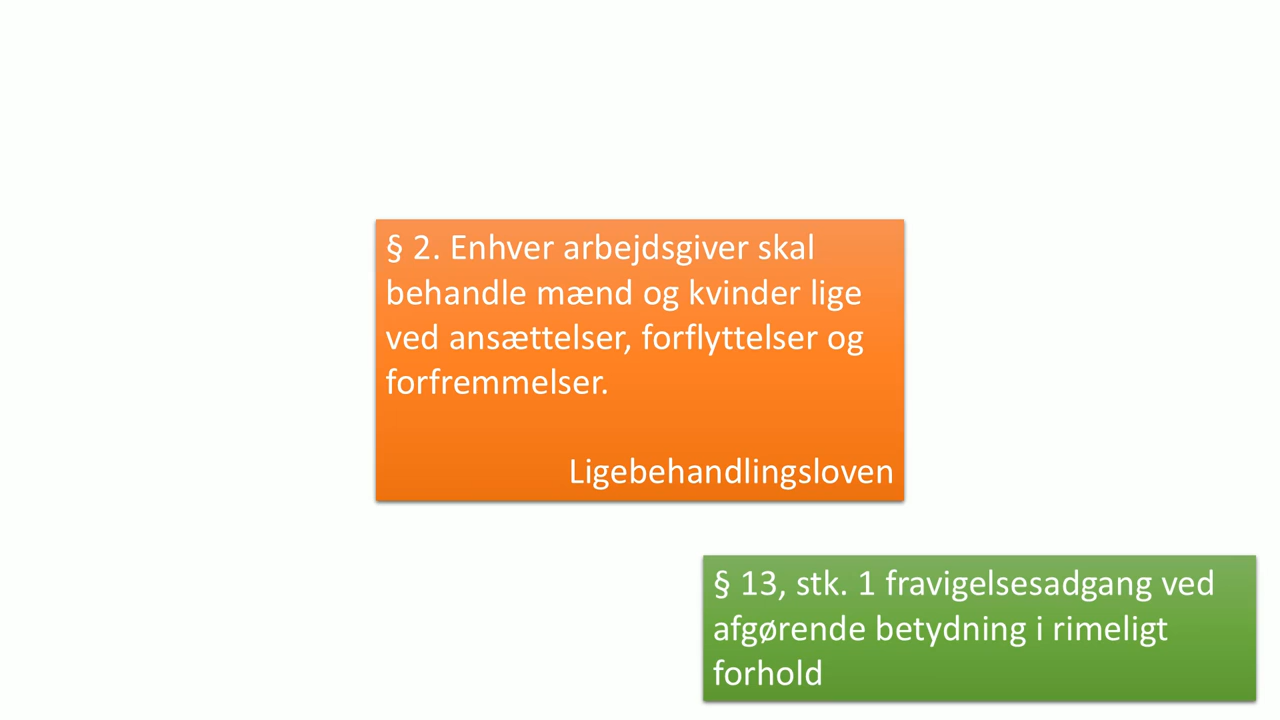 § 2. Enhver arbejdsgiver skal
behandle mænd og kvinder lige
ved ansættelser, forflyttelser og
forfremmelser.
Ligebehandlingsloven
§ 13, stk. 1 fravigelsesadgang ved
afgørende betydning i rimeligt
forhold